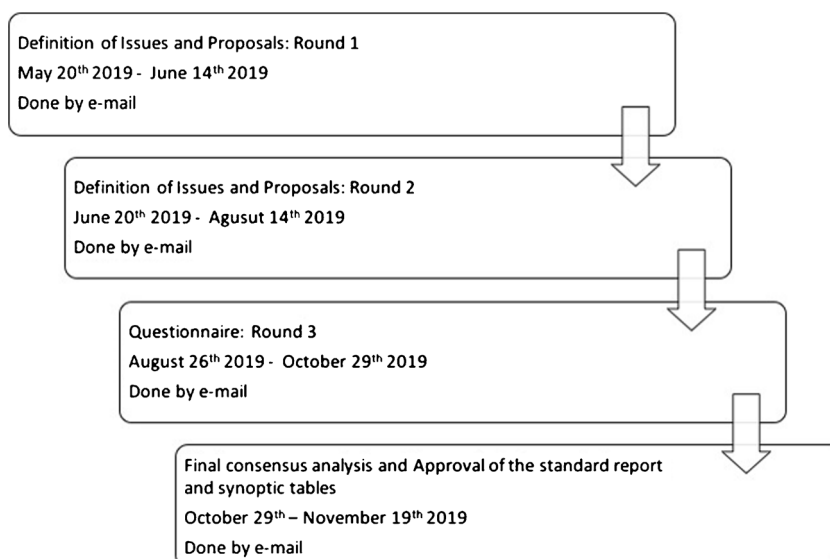 Definition of Issues and Proposals: Round 1
May 20th 2019 - June 14th 2019
Done by e-mail
Definition of Issues and Proposals: Round 2
June 20th 2019 - Agusut 14th 2019
Done by e-mail
Questionnaire: Round 3
August 26th 2019 - October 29th 2019
Done by e-mail
Final consensus analysis and Approval of the standard report
and synoptic tables
October 29th – November 19th 2019
Done by e-mail